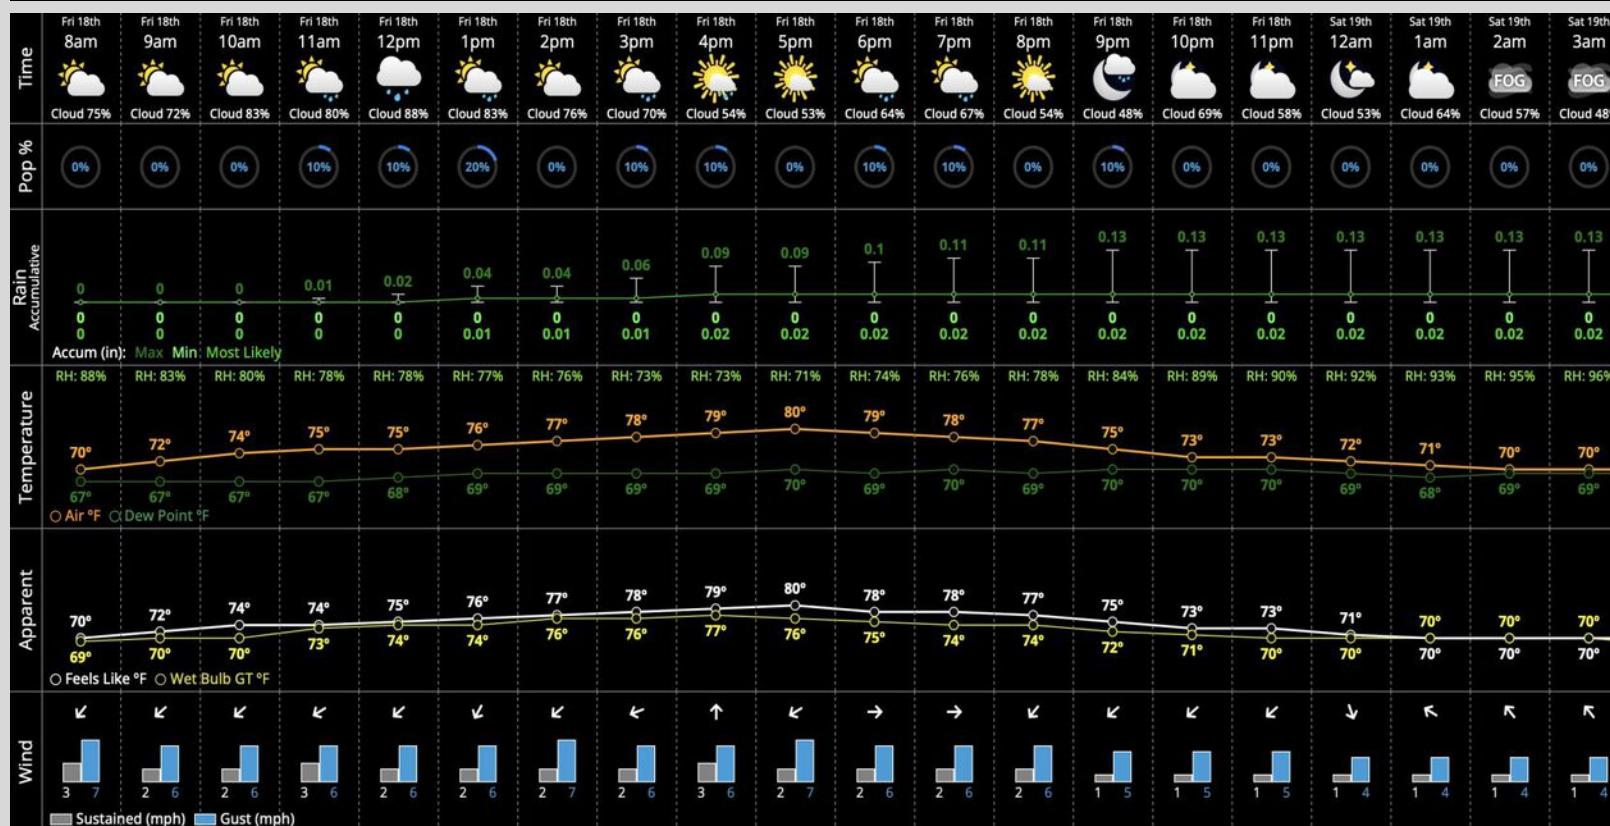 Fri 18th Fri 18th Fri 18th Fri 18th Fri 18th Fri 18th Fri 18th Fri 18th Fri 18th Fri 18th Fri 18th Fri 18th Fri 18th Fri 18th Fri 18th Fri 18th Sat 19th Sat 19th Sat 19th Sat 19th
Time
8am 9am 10am 11am 12pm 1pm 2pm 3pm 4pm 5pm 6pm 7pm 8pm 9pm 10pm 11pm 12am 1am 2am 3am
FOG FOG
Cloud 75% Cloud 72% Cloud 83% Cloud 80% Cloud 88% Cloud 83% Cloud 76% Cloud 70% Cloud 54% Cloud 53% Cloud 64% Cloud 67% Cloud 54% Cloud 48% Cloud 69% Cloud 58% Cloud 53% Cloud 64% Cloud 57% Cloud 48
Pop %
0% 0% 0% 10% 10% 20% 0% 10% 10% 0% 10% 10% 0% 10% 0% 0% 0% 0% 0% 0%
Rain
Accumulative
0 0 0 0.01 0.02 0.04 0.04 0.06 0.09 0.09 0.1 0.11 0.11 0.13 0.13 0.13 0.13 0.13 0.13 0.13
0 0 0 0 0 0 0 0 0 0 0 0 0 0 0 0 0 0 0 0
0 0 0 0 0 0.01 0.01 0.01 0.02 0.02 0.02 0.02 0.02 0.02 0.02 0.02 0.02 0.02 0.02 0.02
Accum (in): Max Min Most Likely
Temperature
RH: 88% RH: 83% RH: 80% RH: 78% RH: 78% RH: 77% RH: 76% RH: 73% RH: 73% RH: 71% RH: 74% RH: 76% RH: 78% RH: 84% RH: 89% RH: 90% RH: 92% RH: 93% RH: 95% RH: 96%
70° 72° 74° 75° 75° 76° 77° 78° 79° 80° 79° 78° 77° 75° 73° 73° 72° 71° 70° 70°
67° 67° 67° 67° 68° 69° 69° 69° 69° 70° 69° 70° 69° 70° 70° 70° 69° 68° 69° 69°
Air °F Dew Point °F
Apparent
70° 72° 74° 74° 75° 76° 77° 78° 79° 80° 78° 78° 77° 75° 73° 73° 71° 70° 70° 70°
69° 70° 70° 73° 74° 74° 76° 76° 77° 76° 75° 74° 74° 72° 71° 70° 70° 70° 70° 70°
Feels Like °F Wet Bulb GT °F
Wind
3 7 2 6 2 6 3 6 2 6 2 6 2 7 2 6 3 6 2 7 2 6 2 6 2 6 1 5 1 5 1 5 1 4 1 4 1 4 1 4
Sustained (mph) Gust (mph)